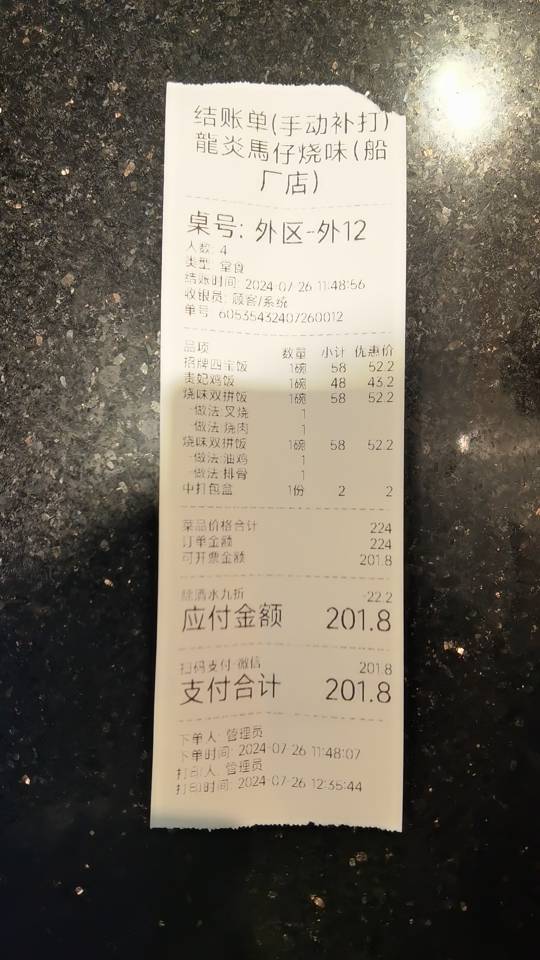 结账单(手动补打)
龍炎馬仔烧味(船
厂店)
桌号: 外区-外12
人数: 4
类型: 堂食
结账时间: 2024-07-26 11:48:56
收银员: 顾客/系统
单号: 60535432407260012
品项 数量 小计 优惠价
招牌四宝饭 1碗 58 52.2
贵妃鸡饭 1碗 48 43.2
烧味双拼饭 1碗 58 52.2
-做法:叉烧 1
-做法:烧肉 1
烧味双拼饭 1碗 58 52.2
-做法:油鸡 1
-做法:排骨 1
中打包盒 1份 2 2
菜品价格合计 224
订单金额 224
可开票金额 201.8
除酒水九折 -22.2
应付金额 201.8
扫码支付-微信 201.8
支付合计 201.8
下单人: 管理员
下单时间: 2024-07-26 11:48:07
打印人: 管理员
打印时间: 2024-07-26 12:35:44